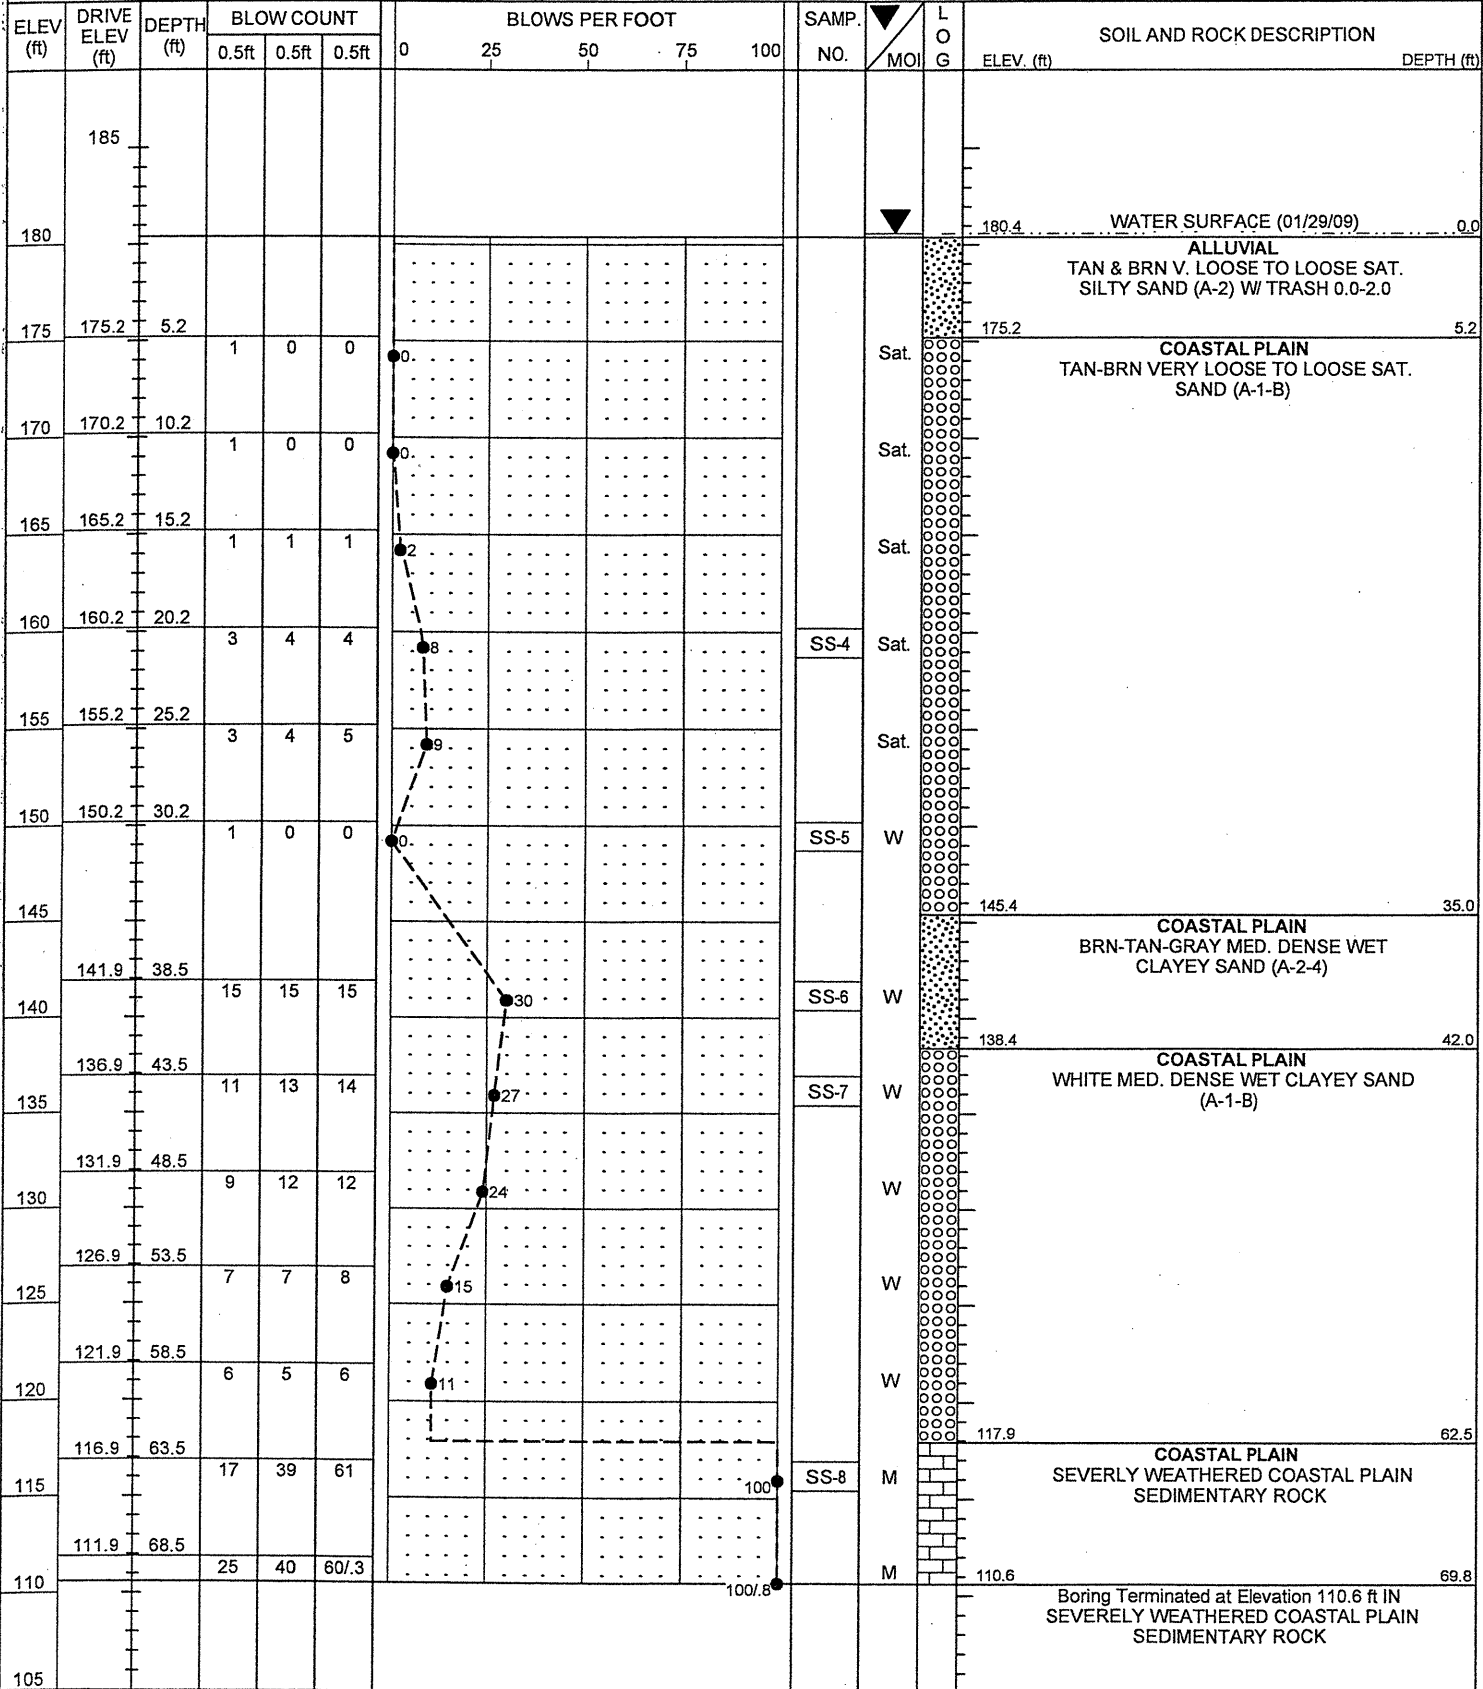 ELEV (ft) DRIVE ELEV (ft) DEPTH (ft) BLOW COUNT BLOWS PER FOOT SAMP. NO. MOI LOG SOIL AND ROCK DESCRIPTION
0.5ft 0.5ft 0.5ft 0 25 50 75 100 ELEV. (ft) DEPTH (ft)
185
180.4 WATER SURFACE (01/29/09) 0.0
180
ALLUVIAL
TAN & BRN V. LOOSE TO LOOSE SAT.
SILTY SAND (A-2) W/ TRASH 0.0-2.0
175 175.2 5.2 175.2 5.2
1 0 0 0 Sat. COASTAL PLAIN
TAN-BRN VERY LOOSE TO LOOSE SAT.
SAND (A-1-B)
170 170.2 10.2
1 0 0 0 Sat.
165 165.2 15.2
1 1 1 2 Sat.
160 160.2 20.2
3 4 4 8 SS-4 Sat.
155 155.2 25.2
3 4 5 9 Sat.
150 150.2 30.2
1 0 0 0 SS-5 W
145 145.4 35.0
COASTAL PLAIN
BRN-TAN-GRAY MED. DENSE WET
CLAYEY SAND (A-2-4)
141.9 38.5
15 15 15 30 SS-6 W
140
138.4 42.0
COASTAL PLAIN
WHITE MED. DENSE WET CLAYEY SAND
(A-1-B)
136.9 43.5
11 13 14 27 SS-7 W
135
131.9 48.5
9 12 12 24 W
130
126.9 53.5
7 7 8 15 W
125
121.9 58.5
6 5 6 11 W
120
117.9 62.5
116.9 63.5 COASTAL PLAIN
17 39 61 100 SS-8 M SEVERLY WEATHERED COASTAL PLAIN
SEDIMENTARY ROCK
115
111.9 68.5
25 40 60/.3 100/.8 M
110 110.6 69.8
Boring Terminated at Elevation 110.6 ft IN
SEVERELY WEATHERED COASTAL PLAIN
SEDIMENTARY ROCK
105